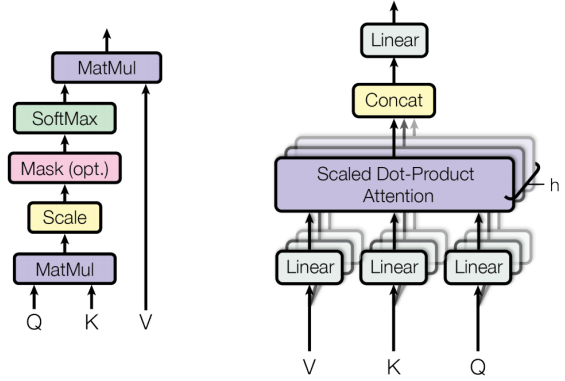 MatMul
SoftMax
Mask (opt.)
Scale
MatMul
Q K V
Linear
Concat
Scaled Dot-Product
Attention
h
Linear Linear Linear
V K Q